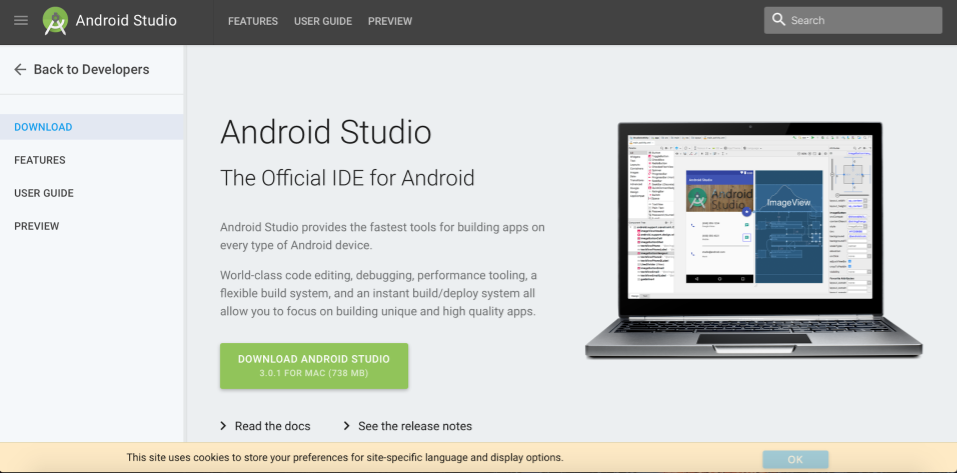 Android Studio
FEATURES
USER GUIDE
PREVIEW
Search
Back to Developers
DOWNLOAD
FEATURES
USER GUIDE
PREVIEW
Android Studio
The Official IDE for Android
Android Studio provides the fastest tools for building apps on
every type of Android device.
World-class code editing, debugging, performance tooling, a
flexible build system, and an instant build/deploy system all
allow you to focus on building unique and high quality apps.
DOWNLOAD ANDROID STUDIO
3.0.1 FOR MAC (738 MB)
Read the docs
See the release notes
Android Studio
Android
Studio
ImageView
This site uses cookies to store your preferences for site-specific language and display options.
OK